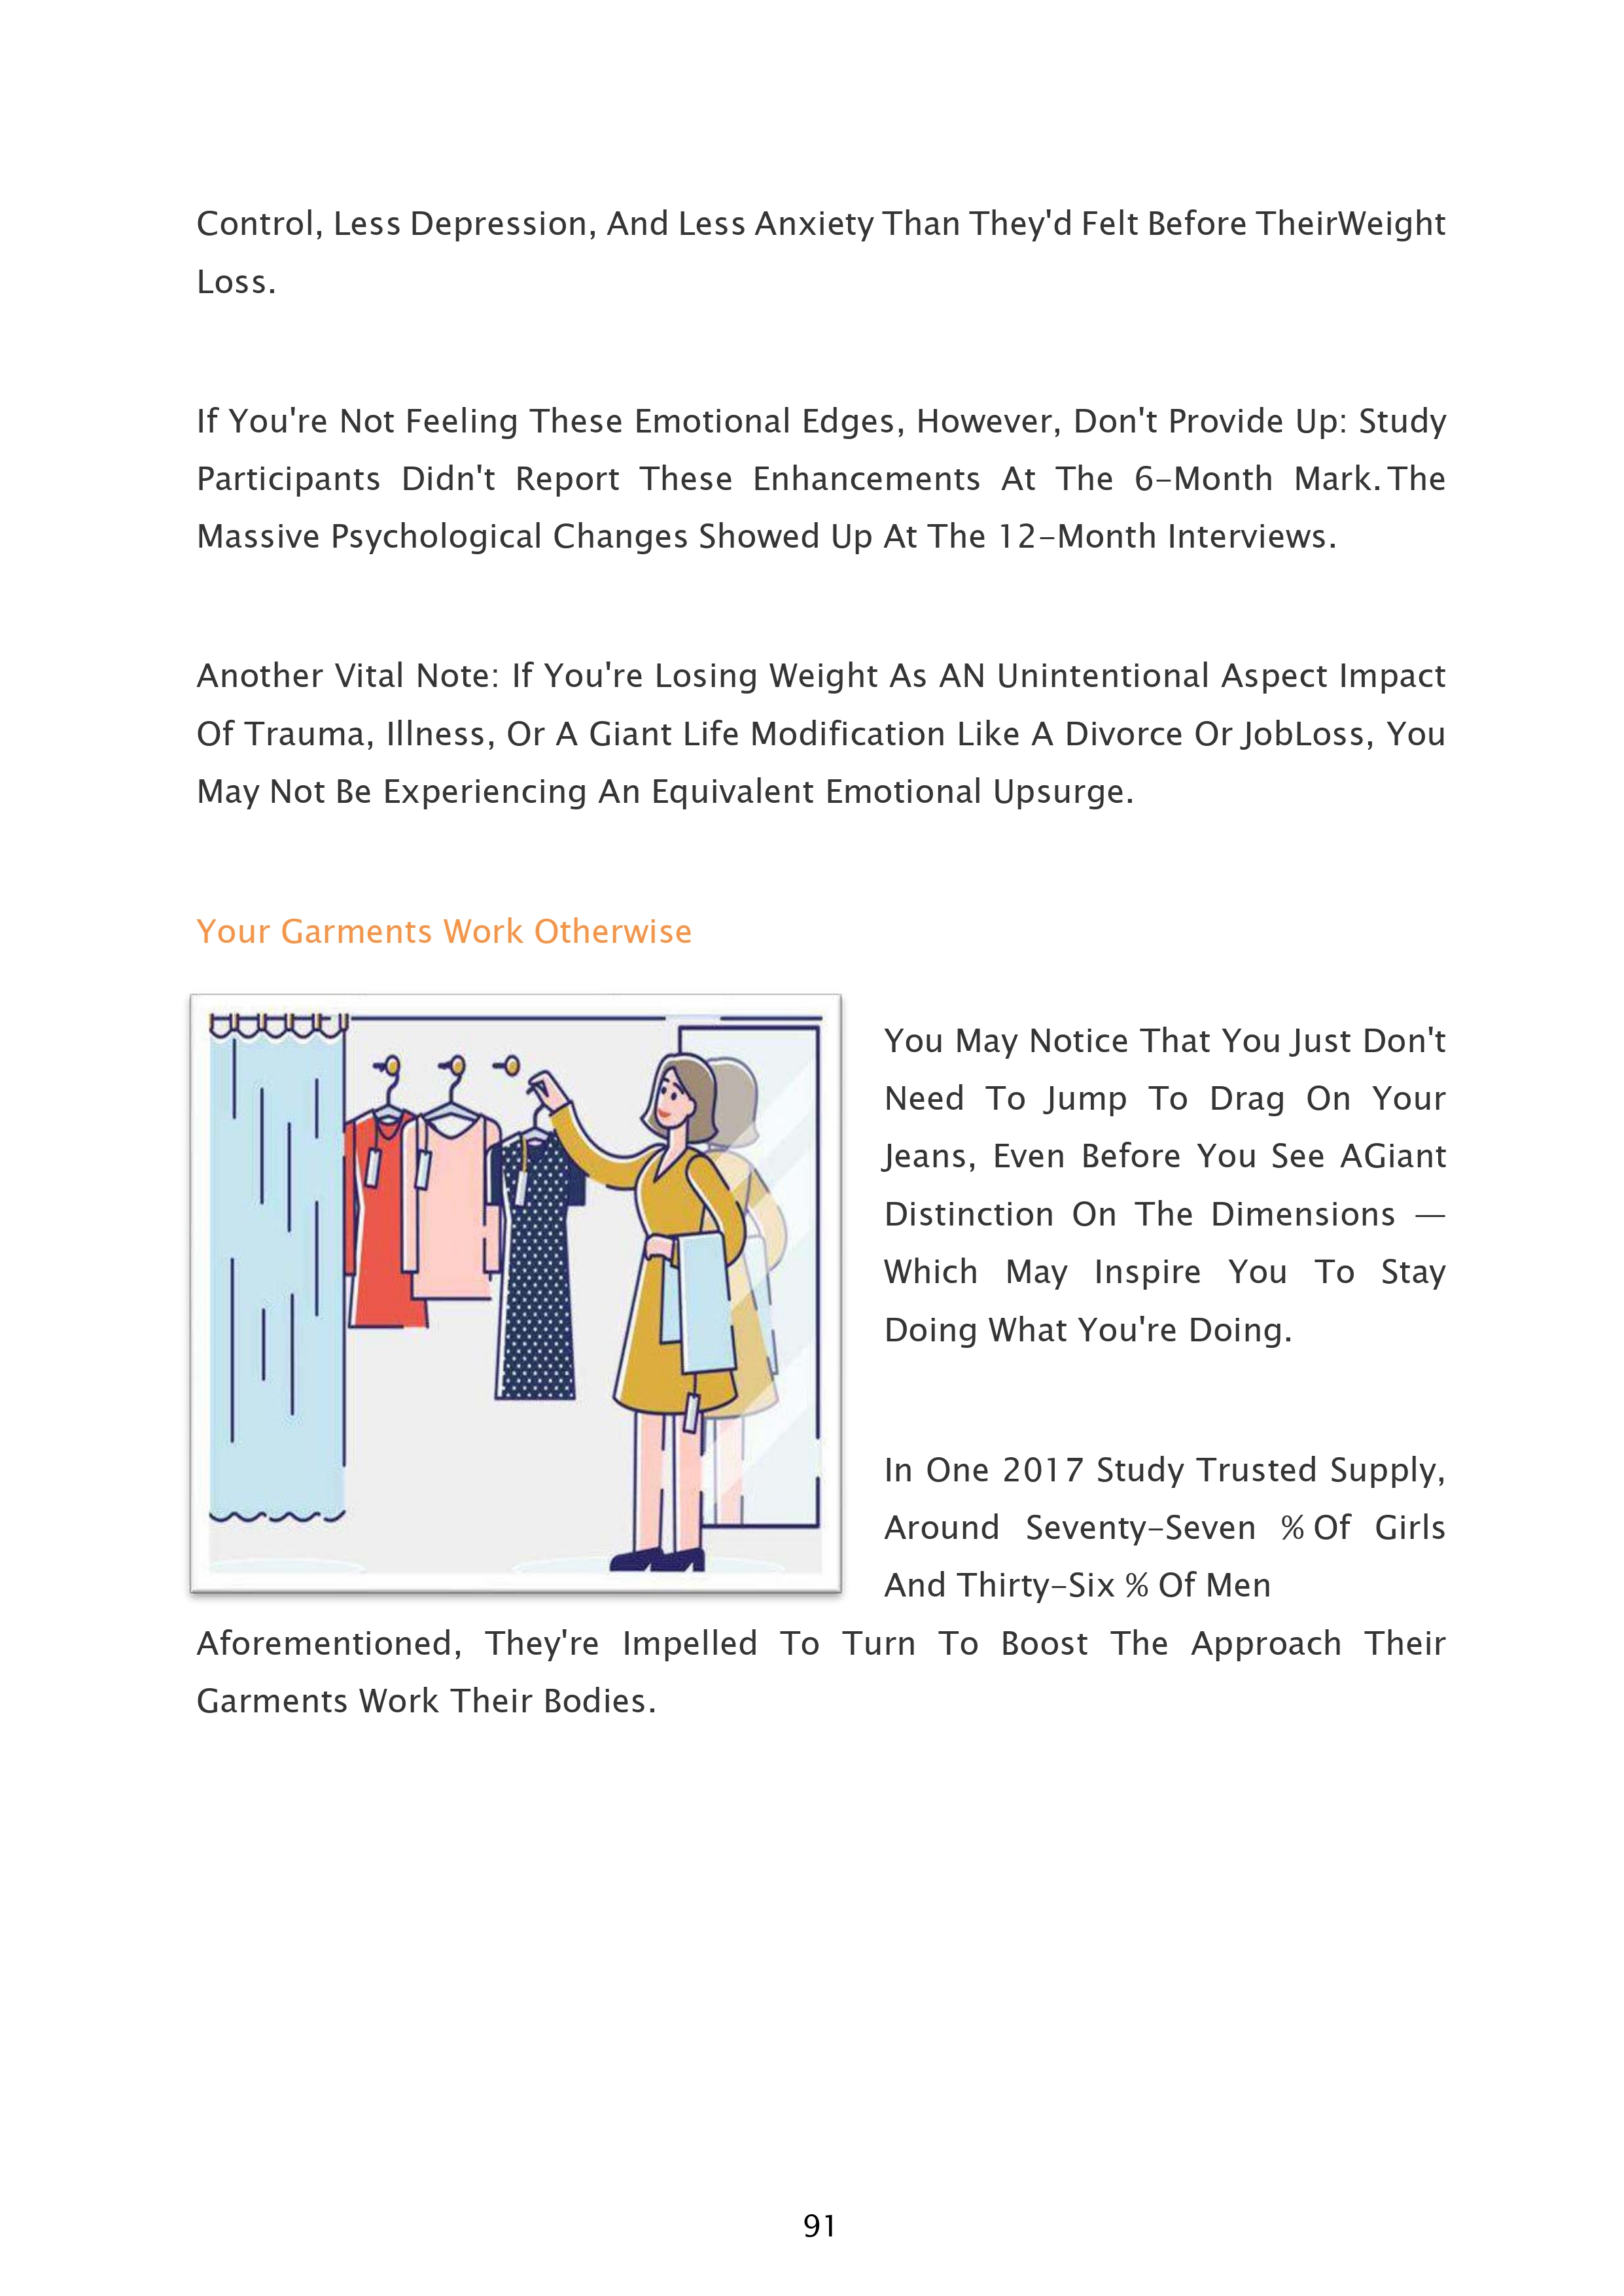 Control, Less Depression, And Less Anxiety Than They'd Felt Before TheirWeight
Loss.
If You're Not Feeling These Emotional Edges, However, Don't Provide Up: Study
Participants Didn't Report These Enhancements At The 6-Month Mark.The
Massive Psychological Changes Showed Up At The 12-Month Interviews.
Another Vital Note: If You're Losing Weight As AN Unintentional Aspect Impact
Of Trauma, Illness, Or A Giant Life Modification Like A Divorce Or JobLoss, You
May Not Be Experiencing An Equivalent Emotional Upsurge.
Your Garments Work Otherwise
You May Notice That You Just Don't
Need To Jump To Drag On Your
Jeans, Even Before You See AGiant
Distinction On The Dimensions —
Which May Inspire You To Stay
Doing What You're Doing.
In One 2017 Study Trusted Supply,
Around Seventy-Seven % Of Girls
And Thirty-Six % Of Men
Aforementioned, They're Impelled To Turn To Boost The Approach Their
Garments Work Their Bodies.
91